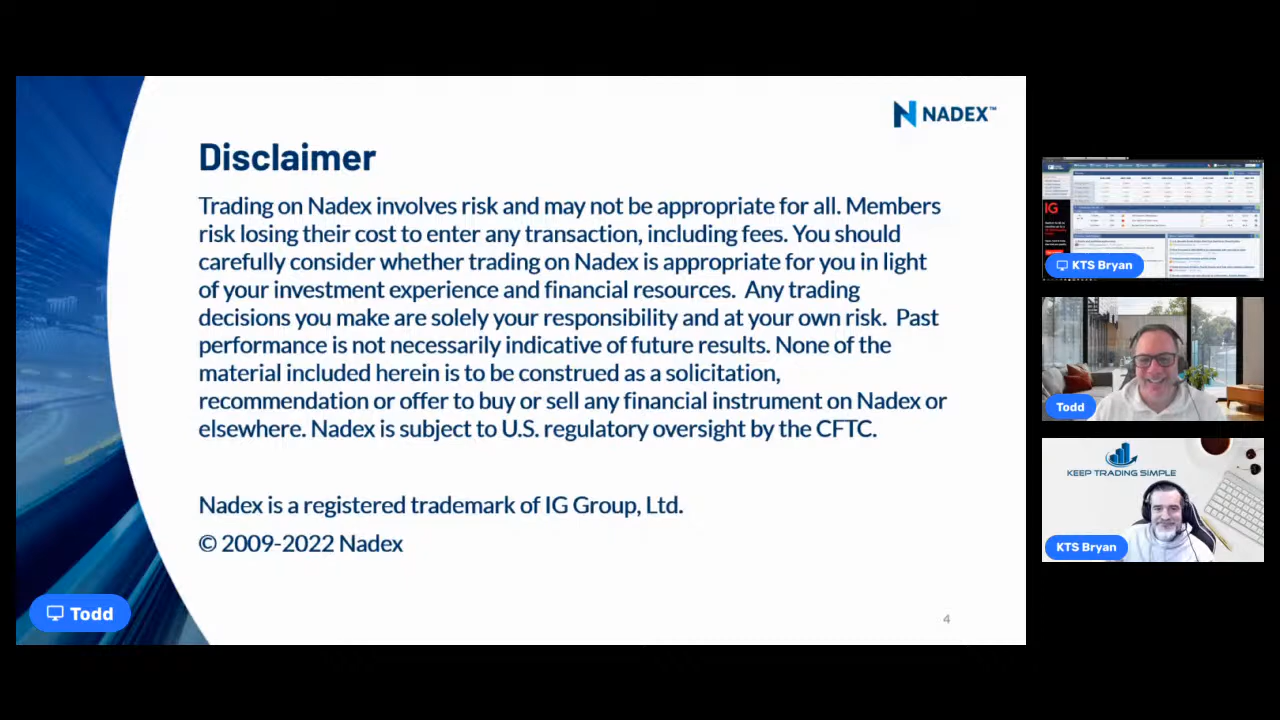 NADEX™
Disclaimer
Trading on Nadex involves risk and may not be appropriate for all. Members
risk losing their cost to enter any transaction, including fees. You should
carefully consider whether trading on Nadex is appropriate for you in light
of your investment experience and financial resources.  Any trading
decisions you make are solely your responsibility and at your own risk.  Past
performance is not necessarily indicative of future results. None of the
material included herein is to be construed as a solicitation,
recommendation or offer to buy or sell any financial instrument on Nadex or
elsewhere. Nadex is subject to U.S. regulatory oversight by the CFTC.
Nadex is a registered trademark of IG Group, Ltd.
© 2009-2022 Nadex
4
Todd
IG
KTS Bryan
Todd
KEEP TRADING SIMPLE
KTS Bryan